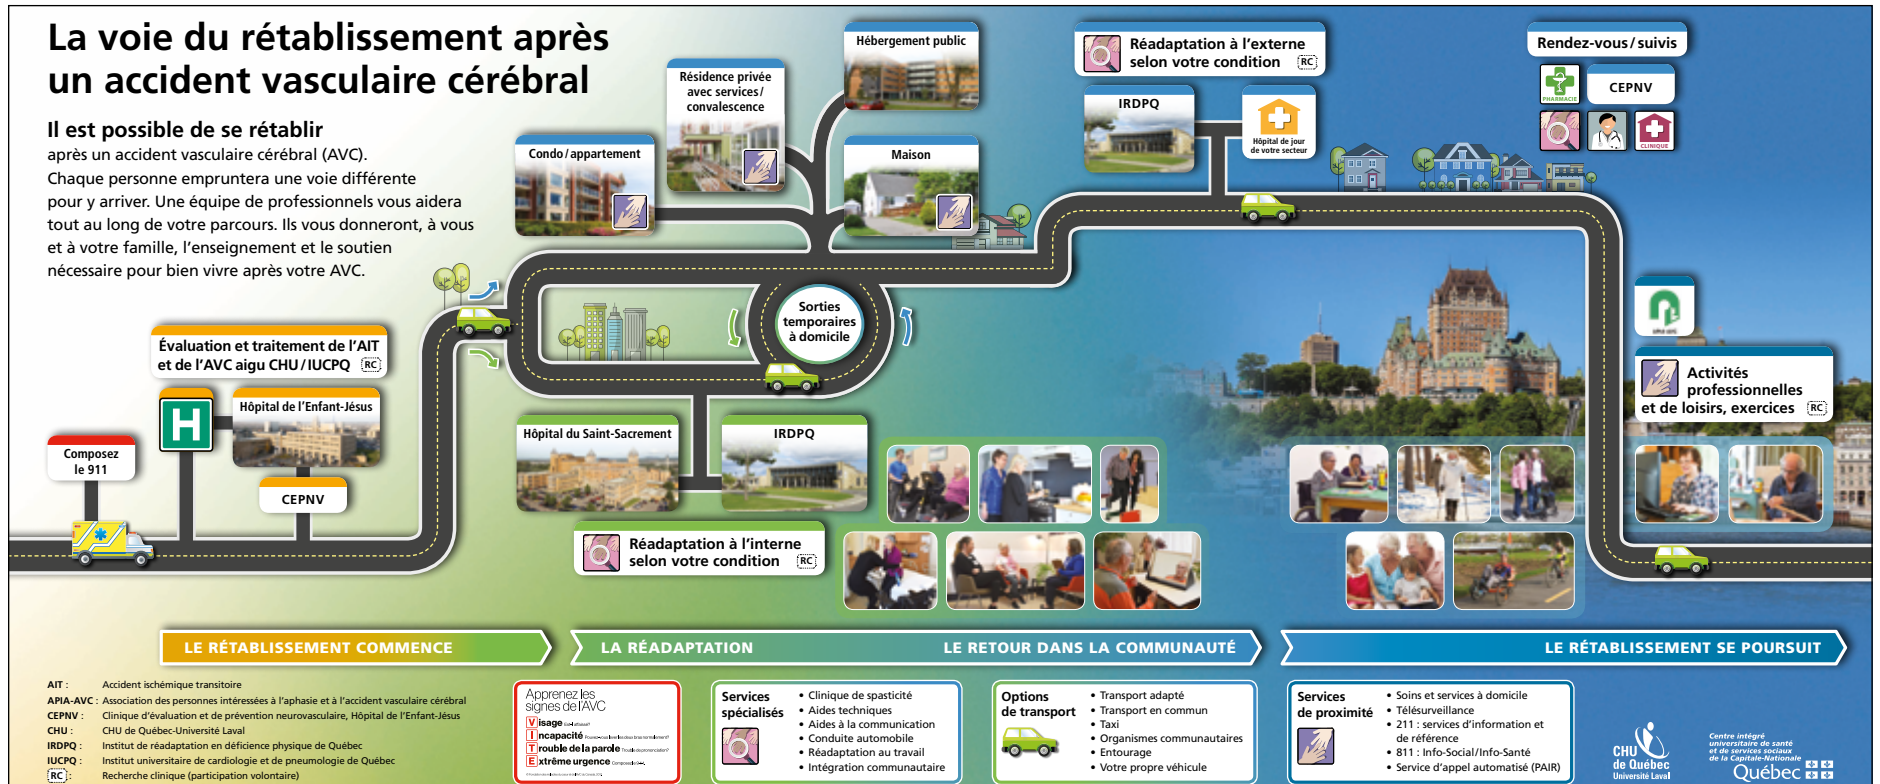 La voie du rétablissement après
un accident vasculaire cérébral
Il est possible de se rétablir
après un accident vasculaire cérébral (AVC).
Chaque personne empruntera une voie différente
pour y arriver. Une équipe de professionnels vous aidera
tout au long de votre parcours. Ils vous donneront, à vous
et à votre famille, l’enseignement et le soutien
nécessaire pour bien vivre après votre AVC.
Composez
le 911
Évaluation et traitement de l’AIT
et de l’AVC aigu CHU / IUCPQ RC
H
Hôpital de l’Enfant-Jésus
CEPNV
Condo / appartement
Résidence privée
avec services /
convalescence
Hébergement public
Maison
Sorties
temporaires
à domicile
Hôpital du Saint-Sacrement
IRDPQ
Réadaptation à l’interne
selon votre condition RC
Réadaptation à l’externe
selon votre condition RC
IRDPQ
Hôpital de jour
de votre secteur
Rendez-vous / suivis
PHARMACIE
CEPNV
CLINIQUE
APIA-AVC
Activités
professionnelles
et de loisirs, exercices RC
LE RÉTABLISSEMENT COMMENCE
LA RÉADAPTATION
LE RETOUR DANS LA COMMUNAUTÉ
LE RÉTABLISSEMENT SE POURSUIT
AIT : Accident ischémique transitoire
APIA-AVC : Association des personnes intéressées à l’aphasie et à l’accident vasculaire cérébral
CEPNV : Clinique d’évaluation et de prévention neurovasculaire, Hôpital de l’Enfant-Jésus
CHU : CHU de Québec-Université Laval
IRDPQ : Institut de réadaptation en déficience physique de Québec
IUCPQ : Institut universitaire de cardiologie et de pneumologie de Québec
RC : Recherche clinique (participation volontaire)
Apprenez les
signes de l’AVC
Visage
Incapacité
Trouble de la parole
Extrême urgence
Services
spécialisés
• Clinique de spasticité
• Aides techniques
• Aides à la communication
• Conduite automobile
• Réadaptation au travail
• Intégration communautaire
Options
de transport
• Transport adapté
• Transport en commun
• Taxi
• Organismes communautaires
• Entourage
• Votre propre véhicule
Services
de proximité
• Soins et services à domicile
• Télésurveillance
• 211 : services d’information et
de référence
• 811 : Info-Social / Info-Santé
• Service d’appel automatisé (PAIR)
CHU
de Québec
Université Laval
Centre intégré
universitaire de santé
et de services sociaux
de la Capitale-Nationale
Québec